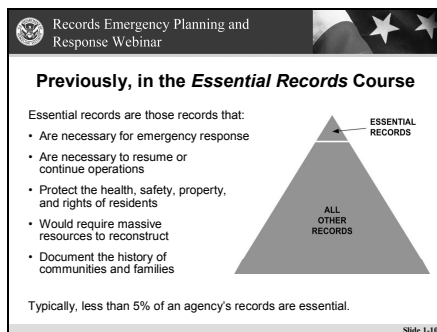 Records Emergency Planning and
Response Webinar
Previously, in the Essential Records Course
Essential records are those records that:
• Are necessary for emergency response
• Are necessary to resume or
continue operations
• Protect the health, safety, property,
and rights of residents
• Would require massive
resources to reconstruct
• Document the history of
communities and families
ESSENTIAL
RECORDS
ALL
OTHER
RECORDS
Typically, less than 5% of an agency's records are essential.